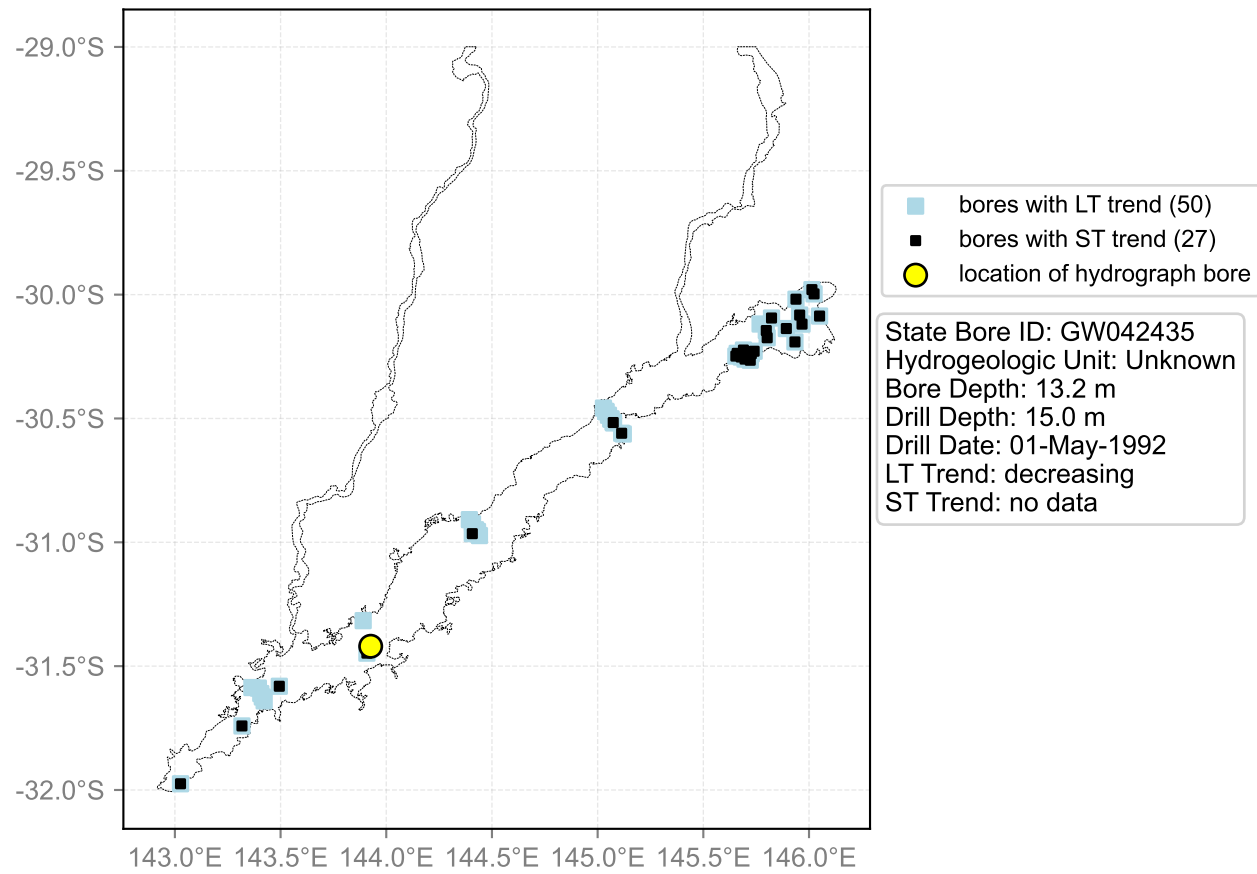 -29.0°S
-29.5°S
-30.0°S
-30.5°S
-31.0°S
-31.5°S
-32.0°S
143.0°E 143.5°E 144.0°E 144.5°E 145.0°E 145.5°E 146.0°E
bores with LT trend (50)
bores with ST trend (27)
location of hydrograph bore
State Bore ID: GW042435
Hydrogeologic Unit: Unknown
Bore Depth: 13.2 m
Drill Depth: 15.0 m
Drill Date: 01-May-1992
LT Trend: decreasing
ST Trend: no data